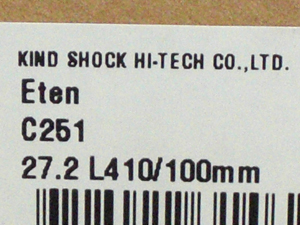 KIND SHOCK HI-TECH CO.,LTD.
Eten
C251
27.2 L410/100mm